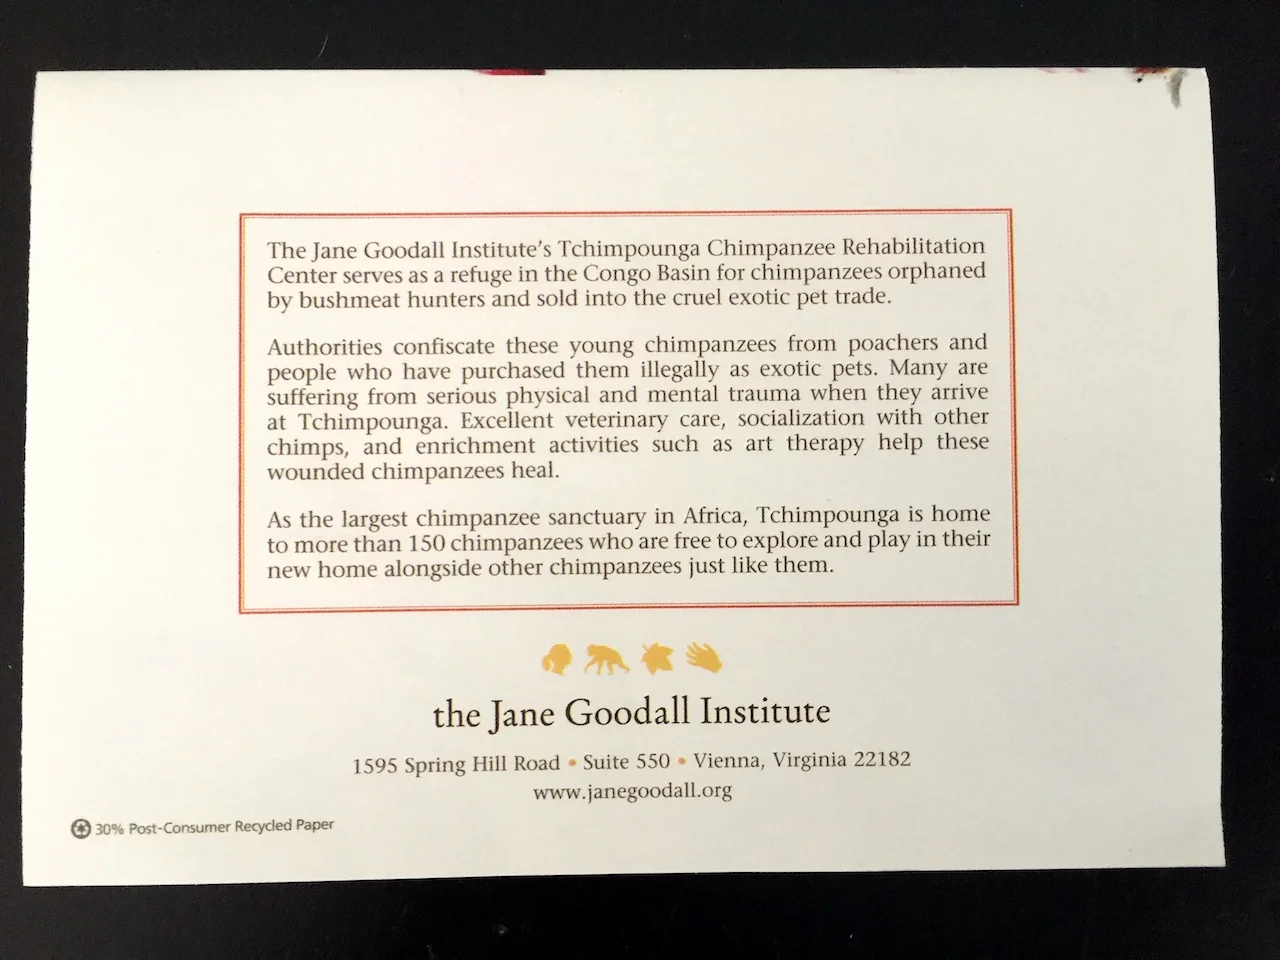 The Jane Goodall Institute's Tchimpounga Chimpanzee Rehabilitation
Center serves as a refuge in the Congo Basin for chimpanzees orphaned
by bushmeat hunters and sold into the cruel exotic pet trade.
Authorities confiscate these young chimpanzees from poachers and
people who have purchased them illegally as exotic pets. Many are
suffering from serious physical and mental trauma when they arrive
at Tchimpounga. Excellent veterinary care, socialization with other
chimps, and enrichment activities such as art therapy help these
wounded chimpanzees heal.
As the largest chimpanzee sanctuary in Africa, Tchimpounga is home
to more than 150 chimpanzees who are free to explore and play in their
new home alongside other chimpanzees just like them.
the Jane Goodall Institute
1595 Spring Hill Road • Suite 550 • Vienna, Virginia 22182
www.janegoodall.org
30% Post-Consumer Recycled Paper